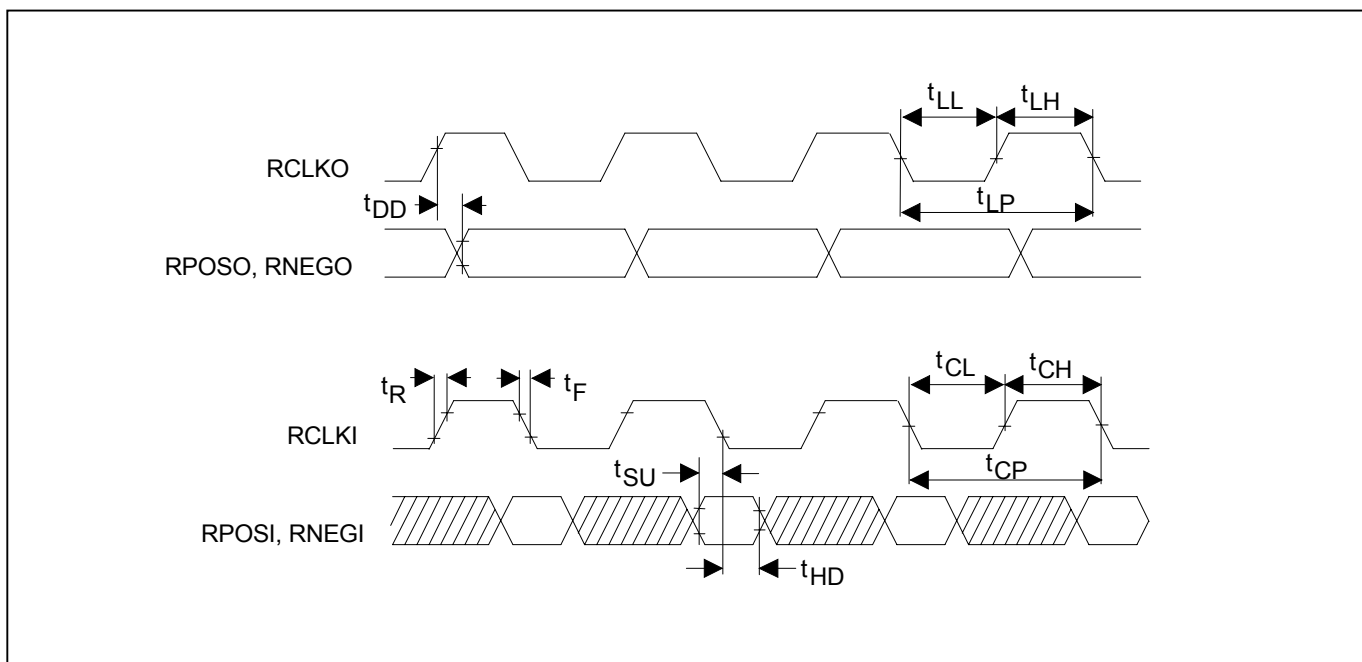 tLL
tLH
RCLKO
tDD
tLP
RPOSO, RNEGO
tCL
tCH
tR
tF
RCLKI
tSU
tCP
RPOSI, RNEGI
tHD